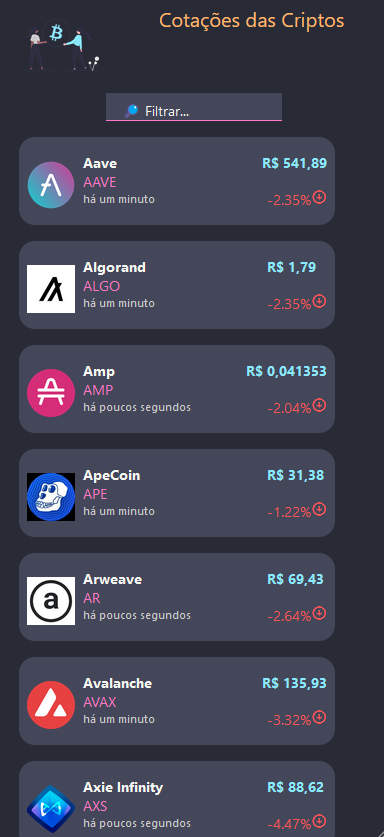 Cotações das Criptos
🔎 Filtrar...
Aave R$ 541,89
AAVE
há um minuto -2.35%
Algorand R$ 1,79
ALGO
há um minuto -2.35%
Amp R$ 0,041353
AMP
há poucos segundos -2.04%
ApeCoin R$ 31,38
APE
há um minuto -1.22%
Arweave R$ 69,43
AR
há poucos segundos -2.64%
Avalanche R$ 135,93
AVAX
há um minuto -3.32%
Axie Infinity R$ 88,62
AXS
há poucos segundos -4.47%